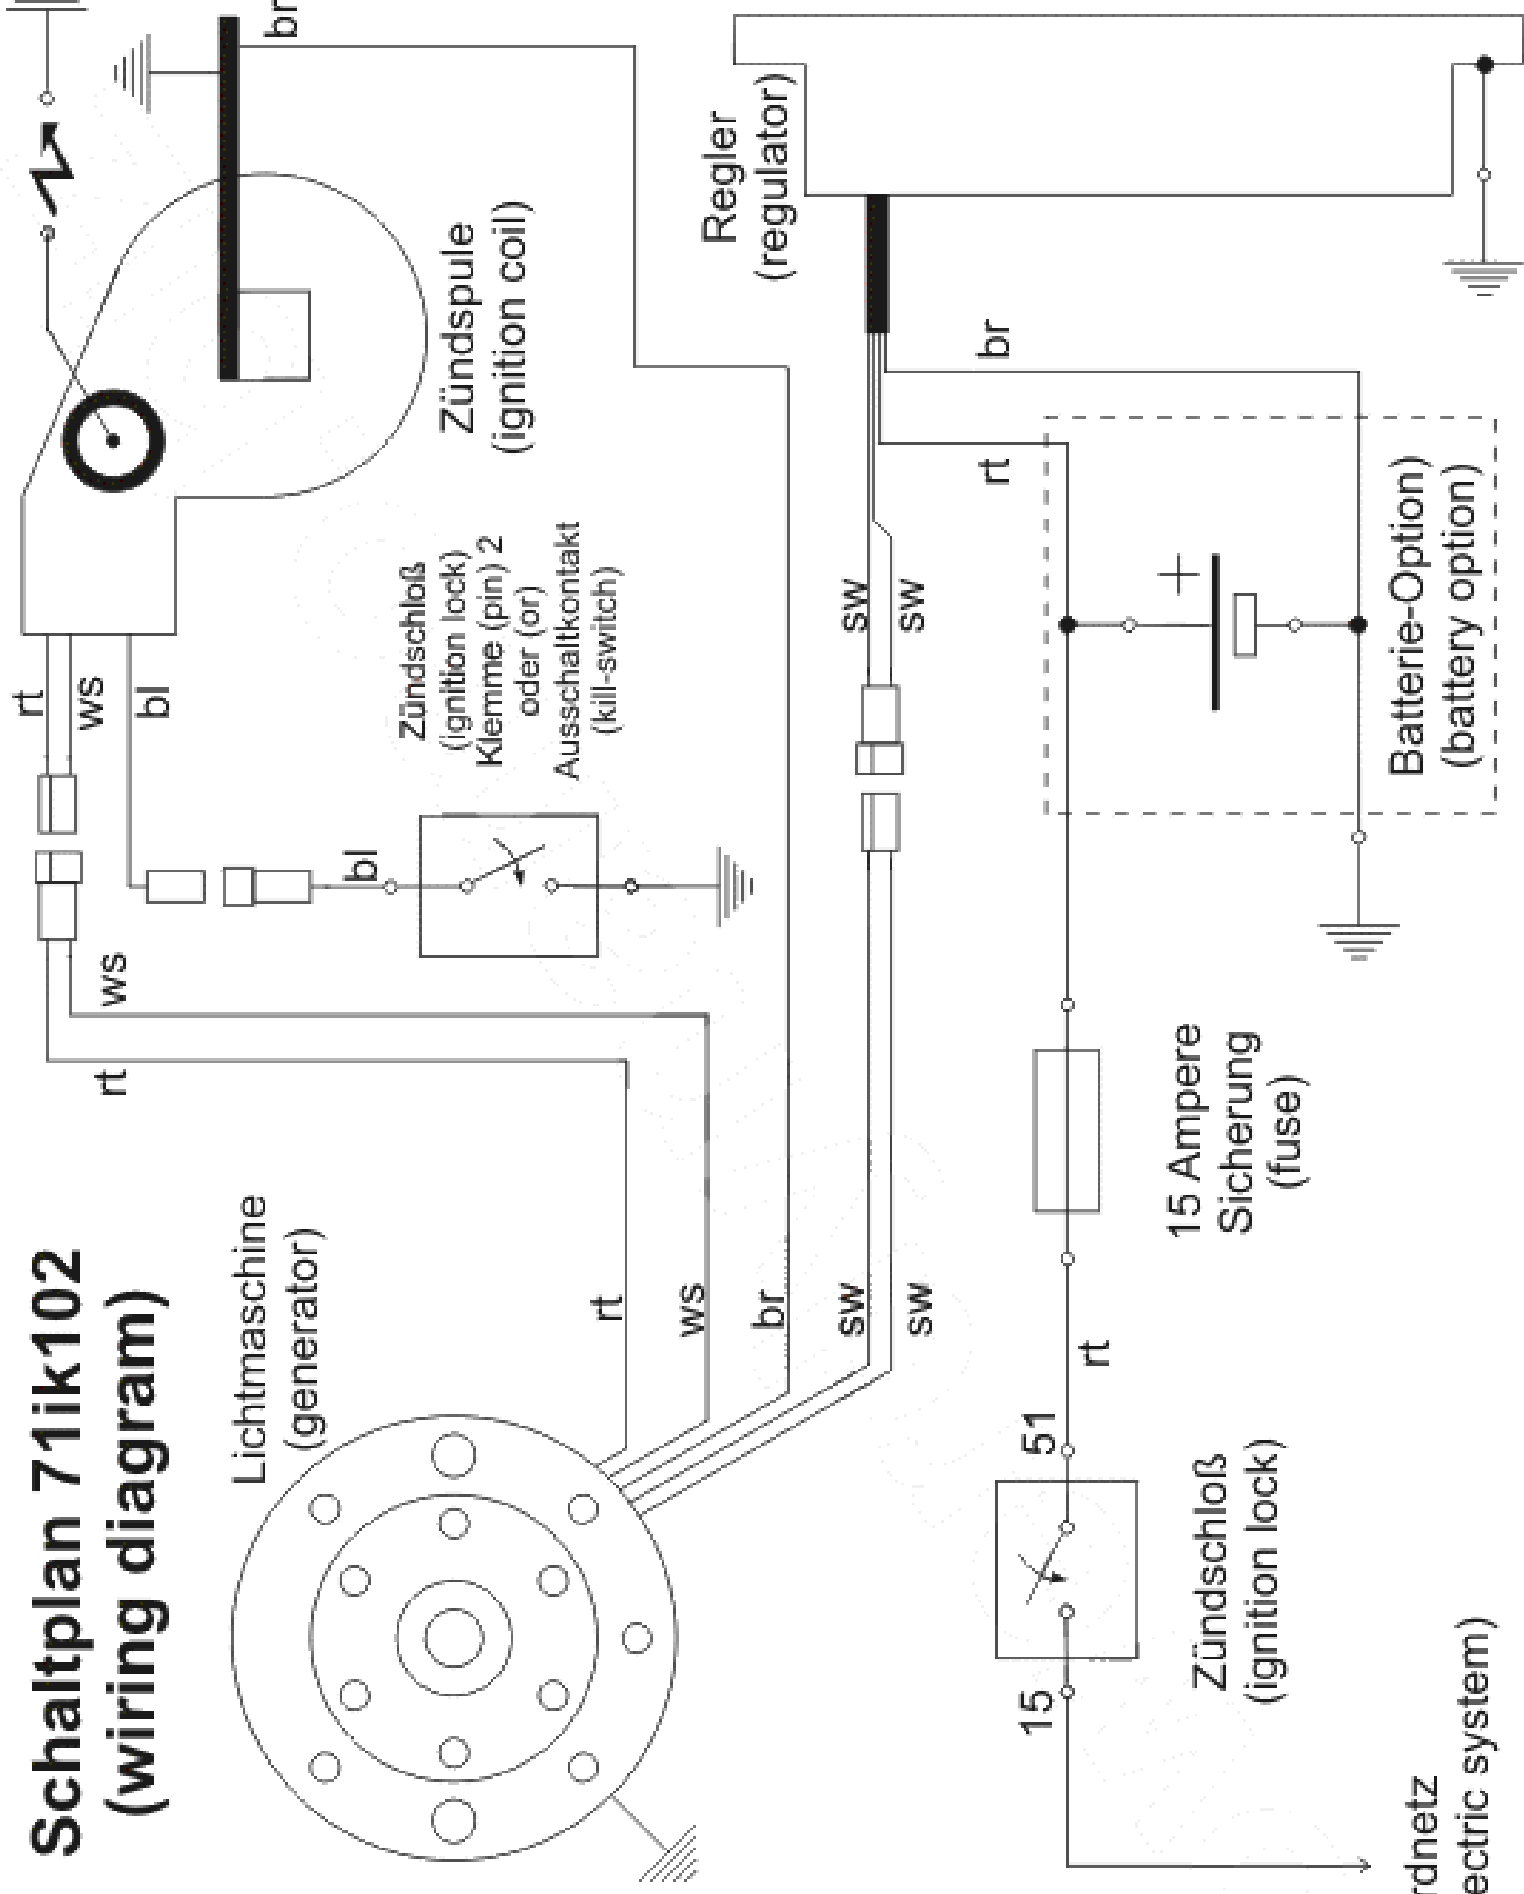 Schaltplan 71ik102
(wiring diagram)
Lichtmaschine
(generator)
rt
ws
br
sw
sw
rt
ws
rt
ws
bl
bl
Zündschloß
(ignition lock)
Klemme (pin) 2
oder (or)
Ausschaltkontakt
(kill-switch)
Zündspule
(ignition coil)
br
Regler
(regulator)
sw
sw
br
rt
+
Batterie-Option)
(battery option)
15 Ampere
Sicherung
(fuse)
rt
51
15
Zündschloß
(ignition lock)
rdnetz
ectric system)